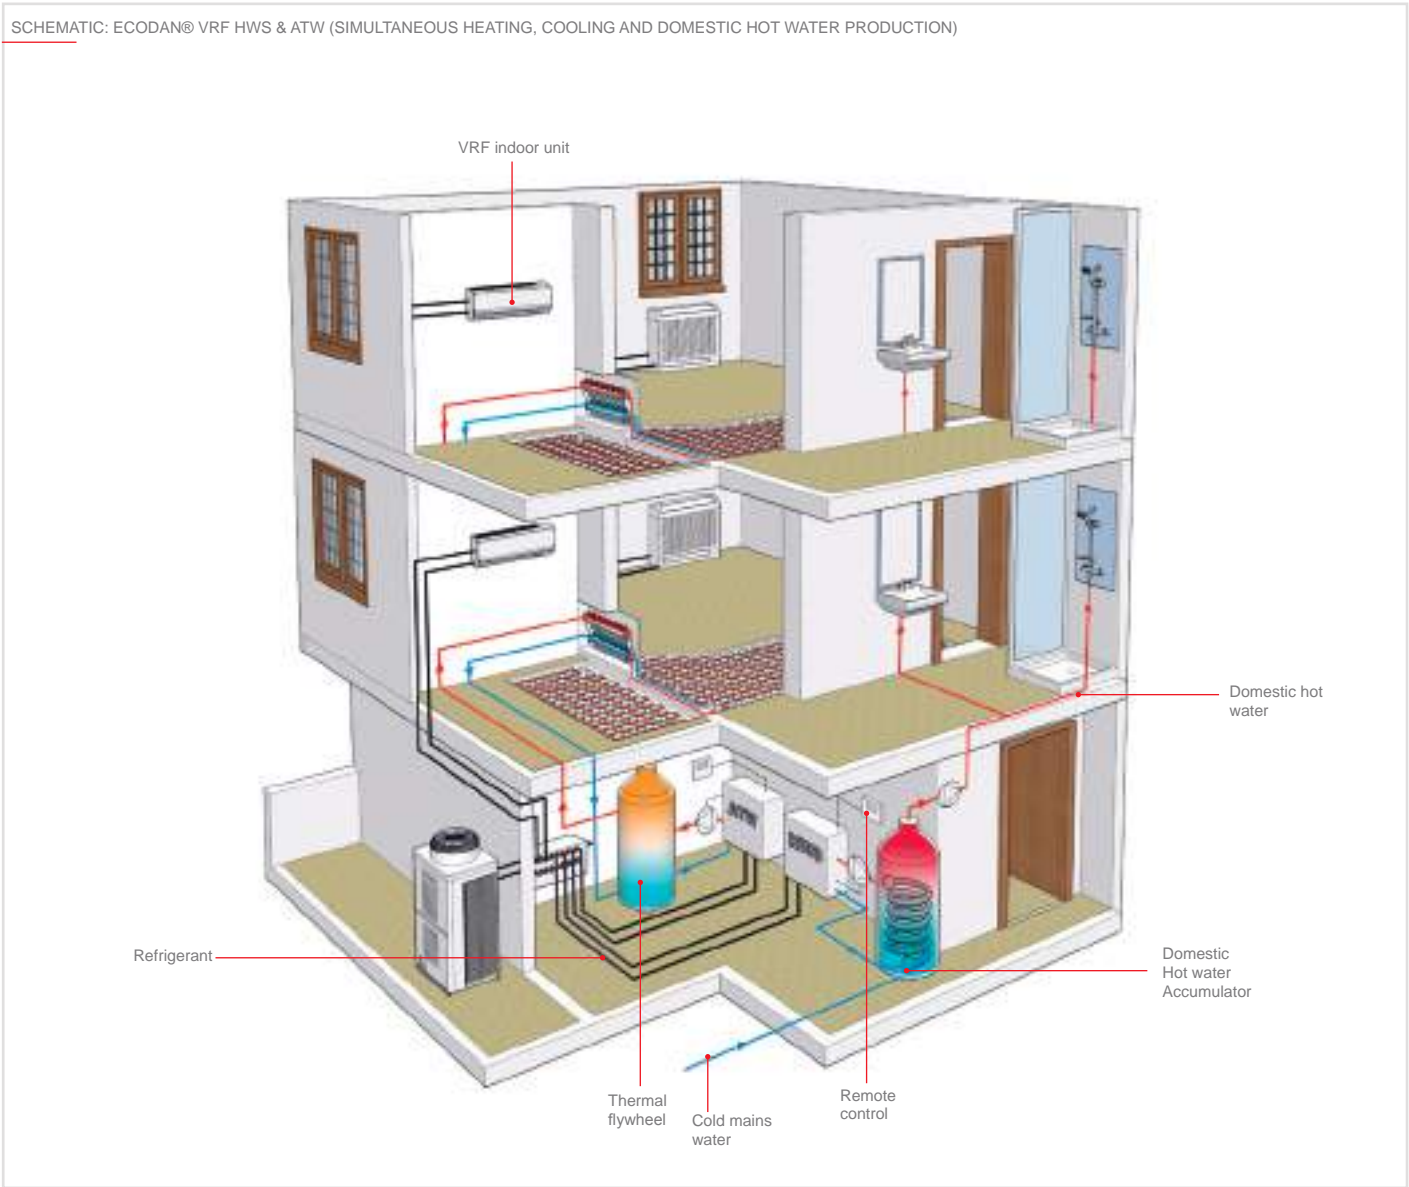 SCHEMATIC: ECODAN® VRF HWS & ATW (SIMULTANEOUS HEATING, COOLING AND DOMESTIC HOT WATER PRODUCTION)
VRF indoor unit
Domestic hot
water
ATW
Refrigerant
Domestic
Hot water
Accumulator
Thermal
flywheel
Cold mains
water
Remote
control